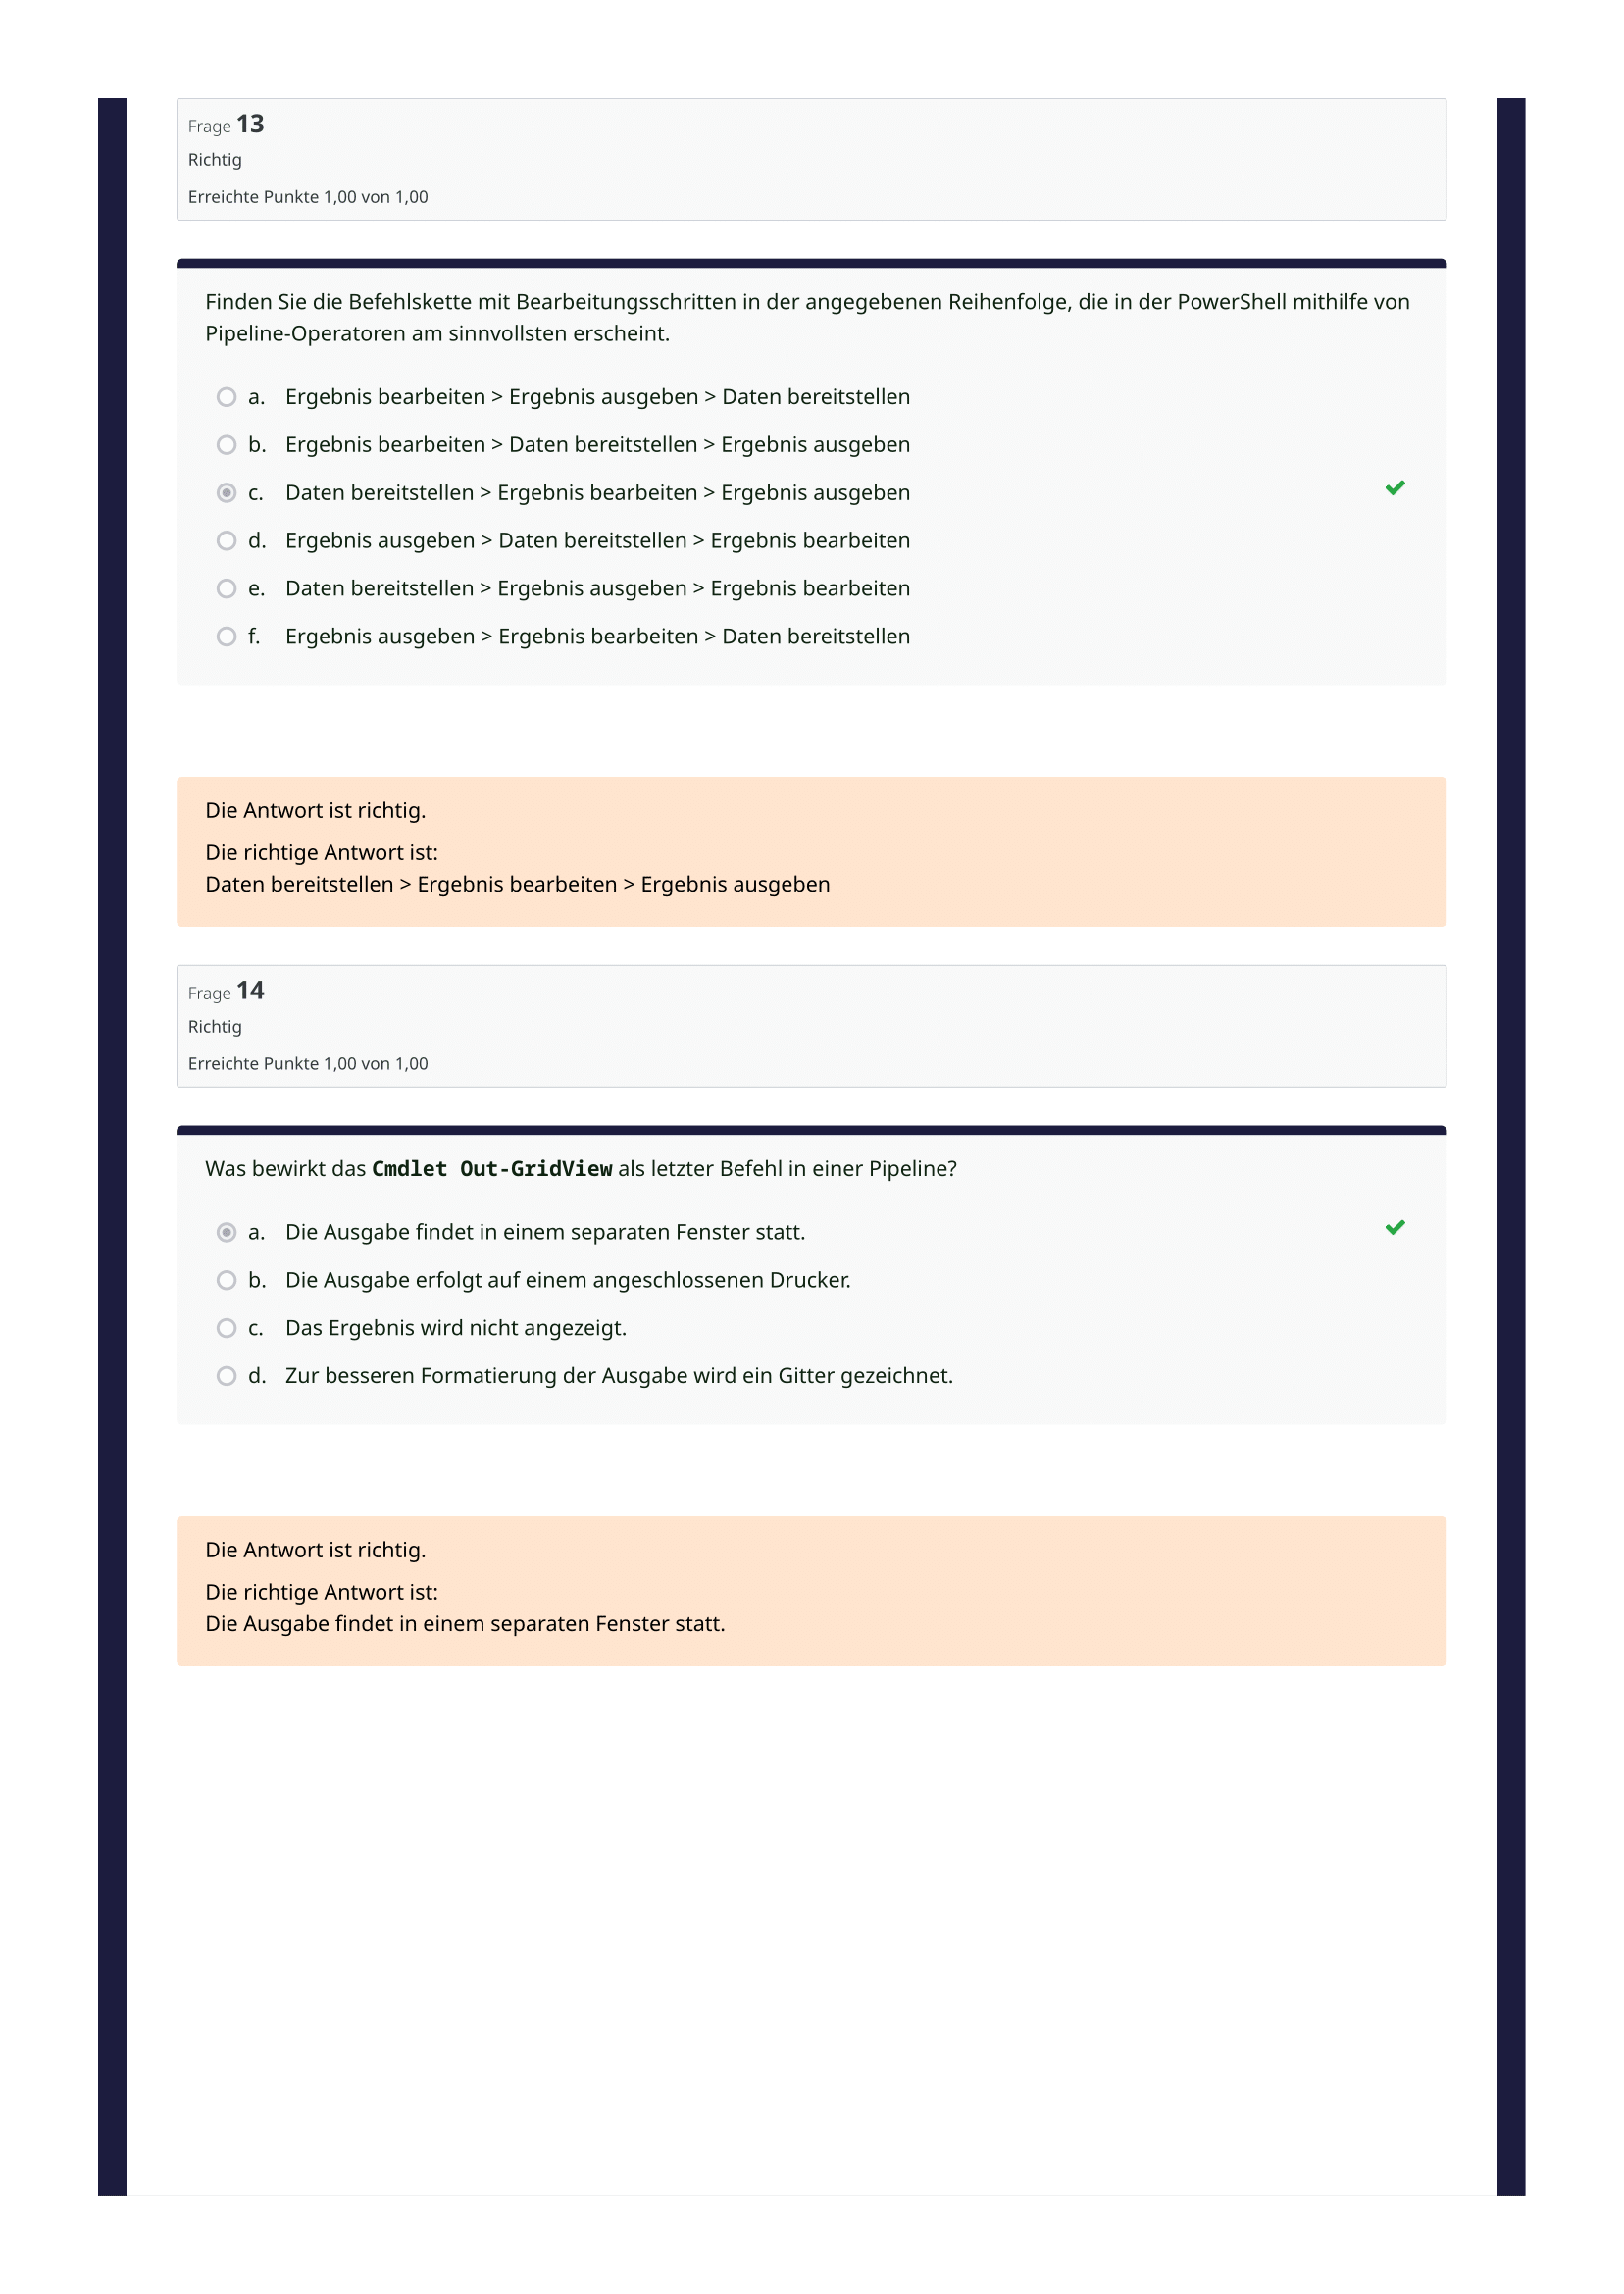 Frage 13
Richtig
Erreichte Punkte 1,00 von 1,00
Finden Sie die Befehlskette mit Bearbeitungsschritten in der angegebenen Reihenfolge, die in der PowerShell mithilfe von
Pipeline-Operatoren am sinnvollsten erscheint.
a. Ergebnis bearbeiten > Ergebnis ausgeben > Daten bereitstellen
b. Ergebnis bearbeiten > Daten bereitstellen > Ergebnis ausgeben
c. Daten bereitstellen > Ergebnis bearbeiten > Ergebnis ausgeben
d. Ergebnis ausgeben > Daten bereitstellen > Ergebnis bearbeiten
e. Daten bereitstellen > Ergebnis ausgeben > Ergebnis bearbeiten
f. Ergebnis ausgeben > Ergebnis bearbeiten > Daten bereitstellen
Die Antwort ist richtig.
Die richtige Antwort ist:
Daten bereitstellen > Ergebnis bearbeiten > Ergebnis ausgeben
Frage 14
Richtig
Erreichte Punkte 1,00 von 1,00
Was bewirkt das Cmdlet Out-GridView als letzter Befehl in einer Pipeline?
a. Die Ausgabe findet in einem separaten Fenster statt.
b. Die Ausgabe erfolgt auf einem angeschlossenen Drucker.
c. Das Ergebnis wird nicht angezeigt.
d. Zur besseren Formatierung der Ausgabe wird ein Gitter gezeichnet.
Die Antwort ist richtig.
Die richtige Antwort ist:
Die Ausgabe findet in einem separaten Fenster statt.